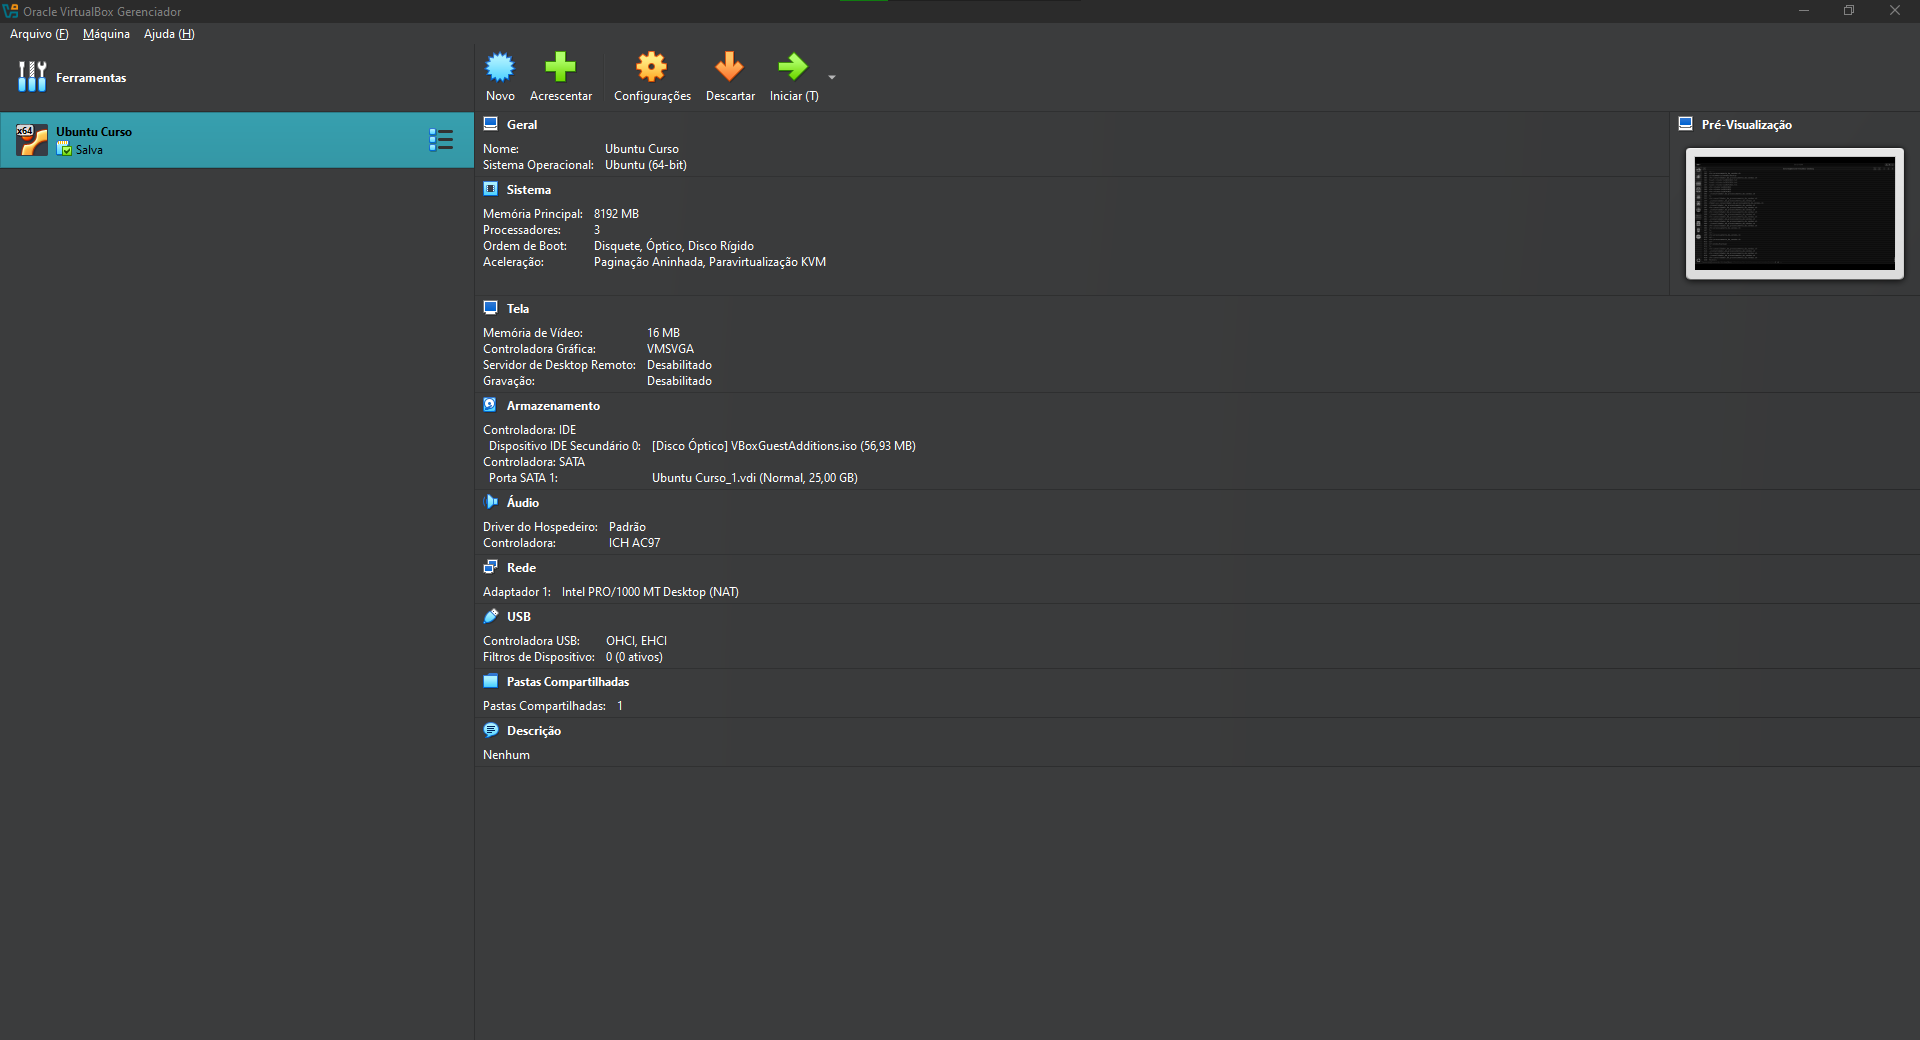 Oracle VirtualBox Gerenciador
Arquivo (F) Máquina Ajuda (H)
Ferramentas
Novo Acrescentar Configurações Descartar Iniciar (T)
x64
Ubuntu Curso
Salva
Geral
Nome: Ubuntu Curso
Sistema Operacional: Ubuntu (64-bit)
Pré-Visualização
Sistema
Memória Principal: 8192 MB
Processadores: 3
Ordem de Boot: Disquete, Óptico, Disco Rígido
Aceleração: Paginação Aninhada, Paravirtualização KVM
Tela
Memória de Vídeo: 16 MB
Controladora Gráfica: VMSVGA
Servidor de Desktop Remoto: Desabilitado
Gravação: Desabilitado
Armazenamento
Controladora: IDE
Dispositivo IDE Secundário 0: [Disco Óptico] VBoxGuestAdditions.iso (56,93 MB)
Controladora: SATA
Porta SATA 1: Ubuntu Curso_1.vdi (Normal, 25,00 GB)
Áudio
Driver do Hospedeiro: Padrão
Controladora: ICH AC97
Rede
Adaptador 1: Intel PRO/1000 MT Desktop (NAT)
USB
Controladora USB: OHCI, EHCI
Filtros de Dispositivo: 0 (0 ativos)
Pastas Compartilhadas
Pastas Compartilhadas: 1
Descrição
Nenhum